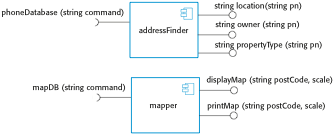 string location(string pn)
phoneDatabase (string command)
addressFinder
string owner (string pn)
string propertyType (string pn)
displayMap (string postCode, scale)
mapDB (string command)
mapper
printMap (string postCode, scale)